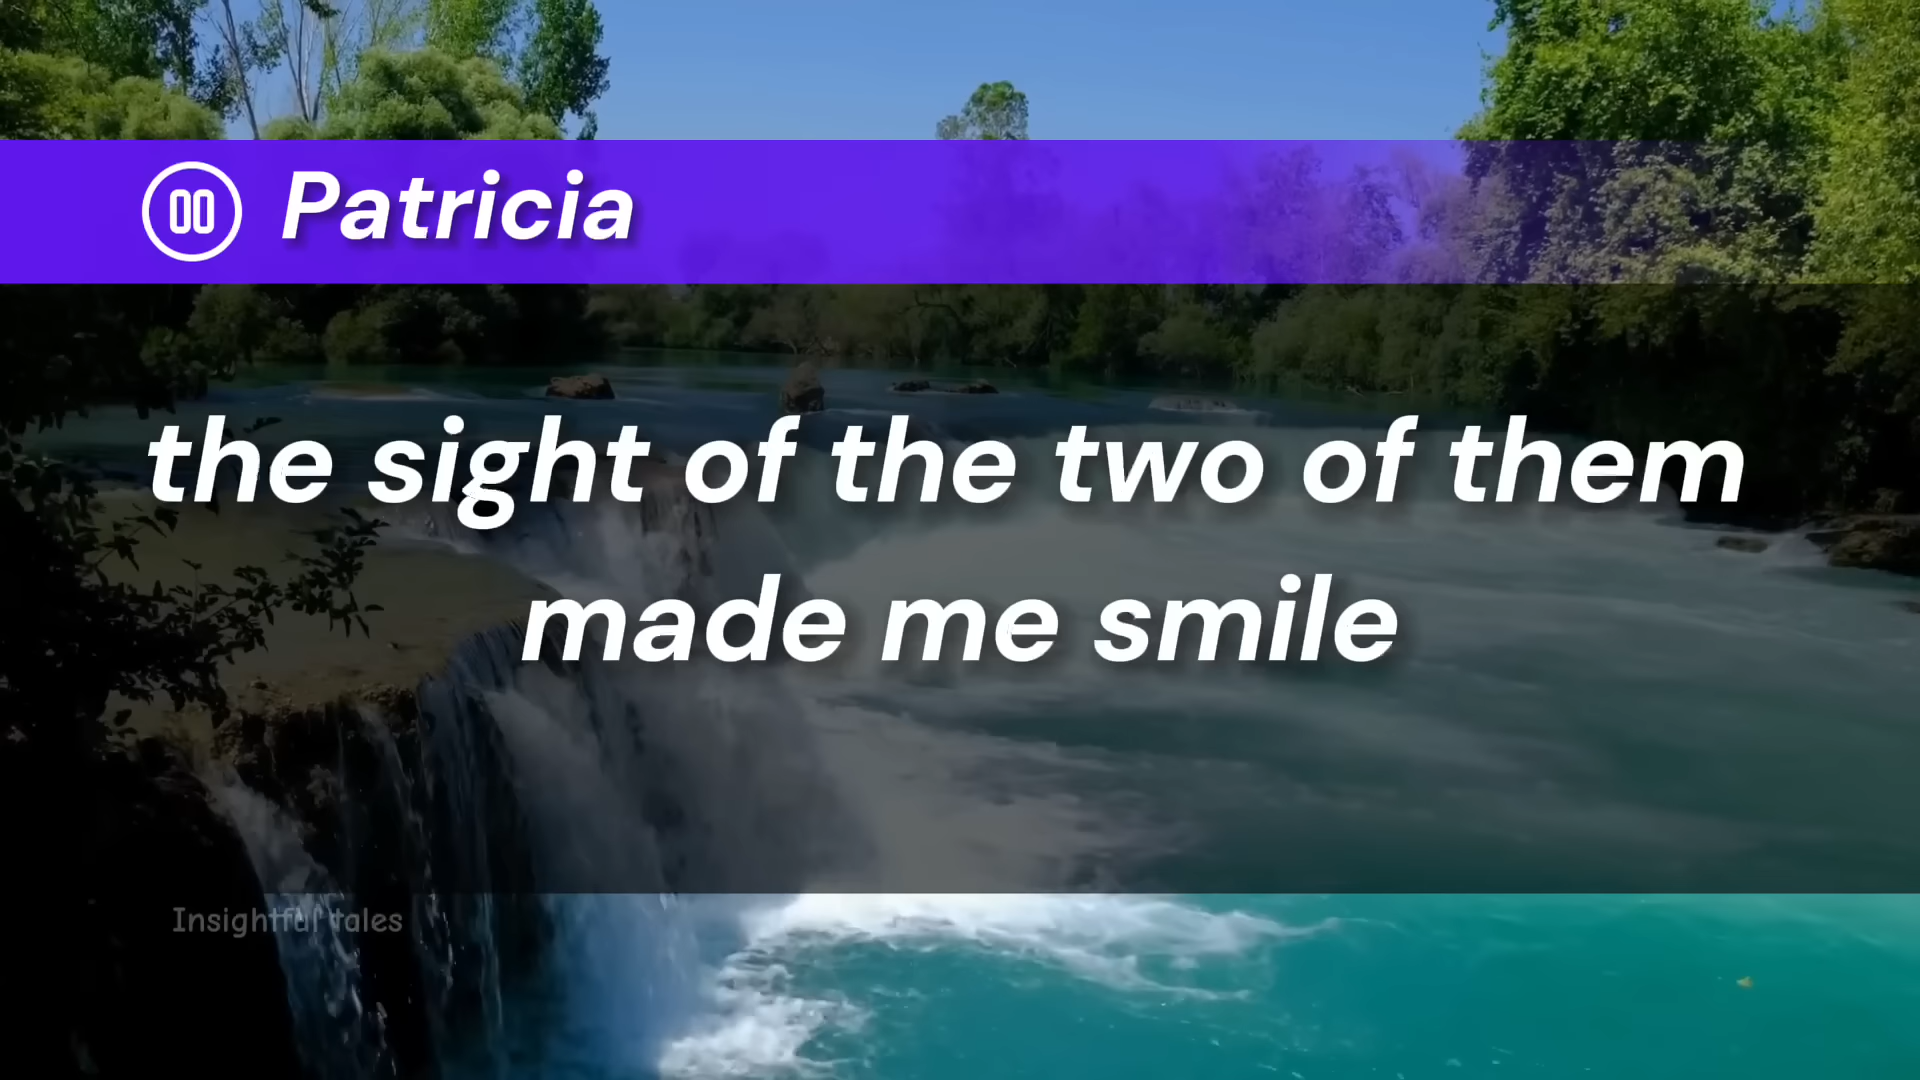 Patricia
the sight of the two of them
made me smile
Insightful tales